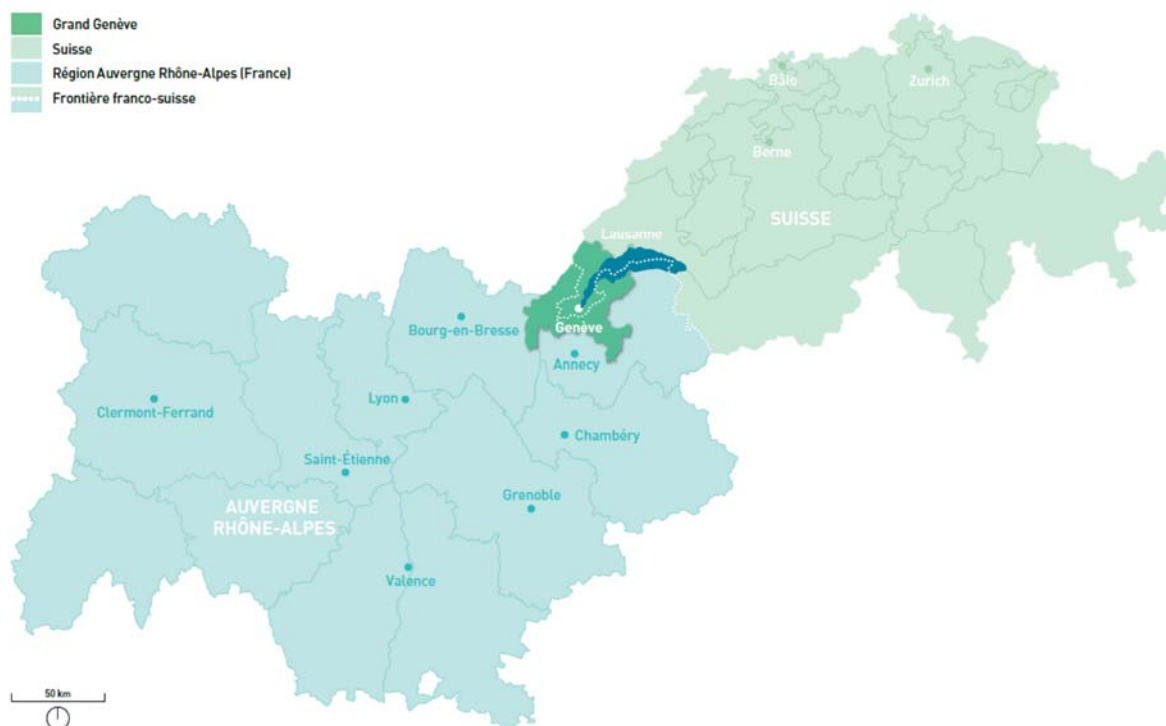 Grand Genève
Suisse
Région Auvergne Rhône-Alpes (France)
Frontière franco-suisse
Bâle
Zurich
Berne
SUISSE
Lausanne
Genève
Bourg-en-Bresse
Annecy
Clermont-Ferrand
Lyon
Chambéry
Saint-Étienne
Grenoble
AUVERGNE
RHÔNE-ALPES
Valence
50 km